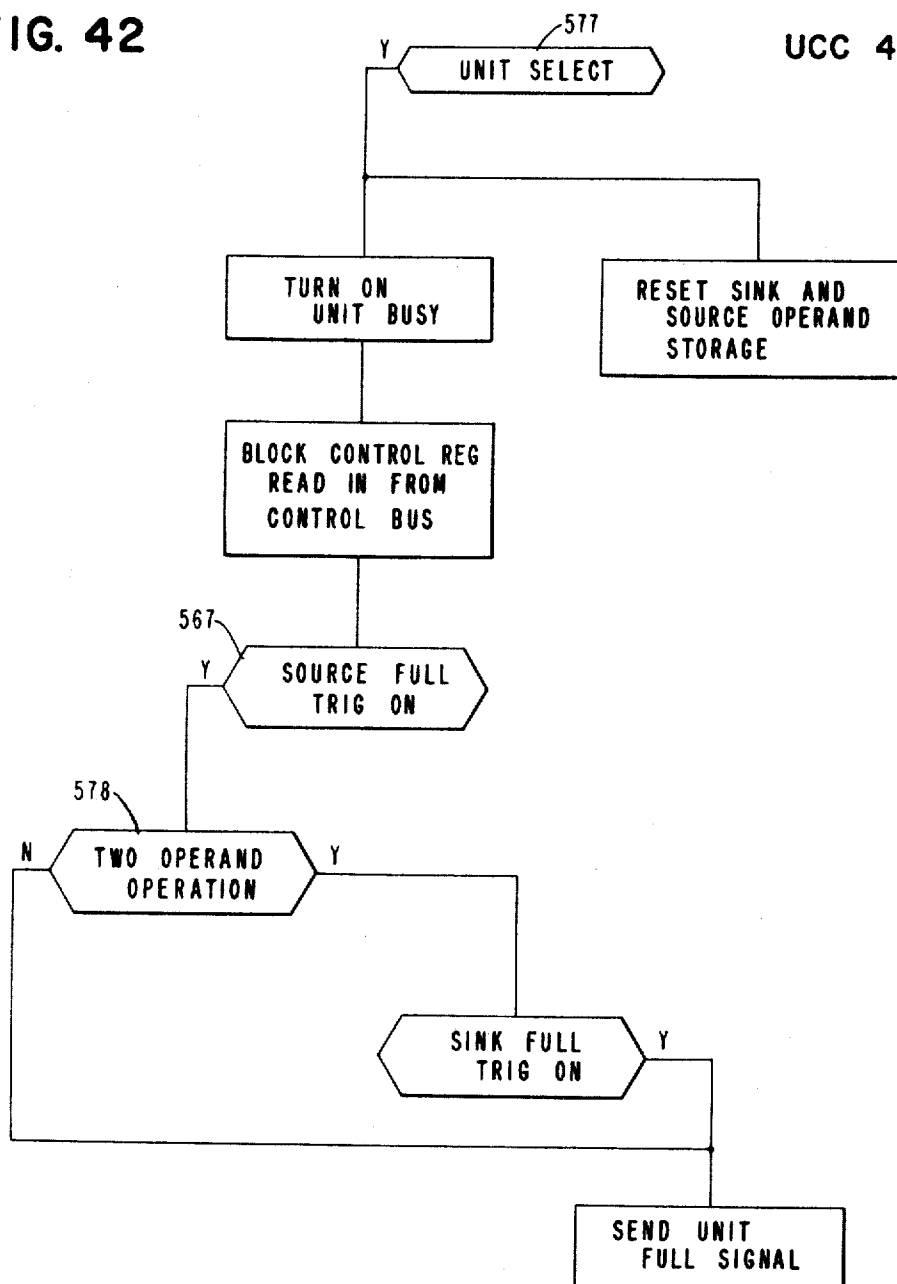 IG. 42
577
UCC 4
Y
UNIT SELECT
TURN ON
UNIT BUSY
RESET SINK AND
SOURCE OPERAND
STORAGE
BLOCK CONTROL REG
READ IN FROM
CONTROL BUS
567
Y
SOURCE FULL
TRIG ON
578
N
TWO OPERAND
OPERATION
Y
SINK FULL
TRIG ON
Y
SEND UNIT
FULL SIGNAL